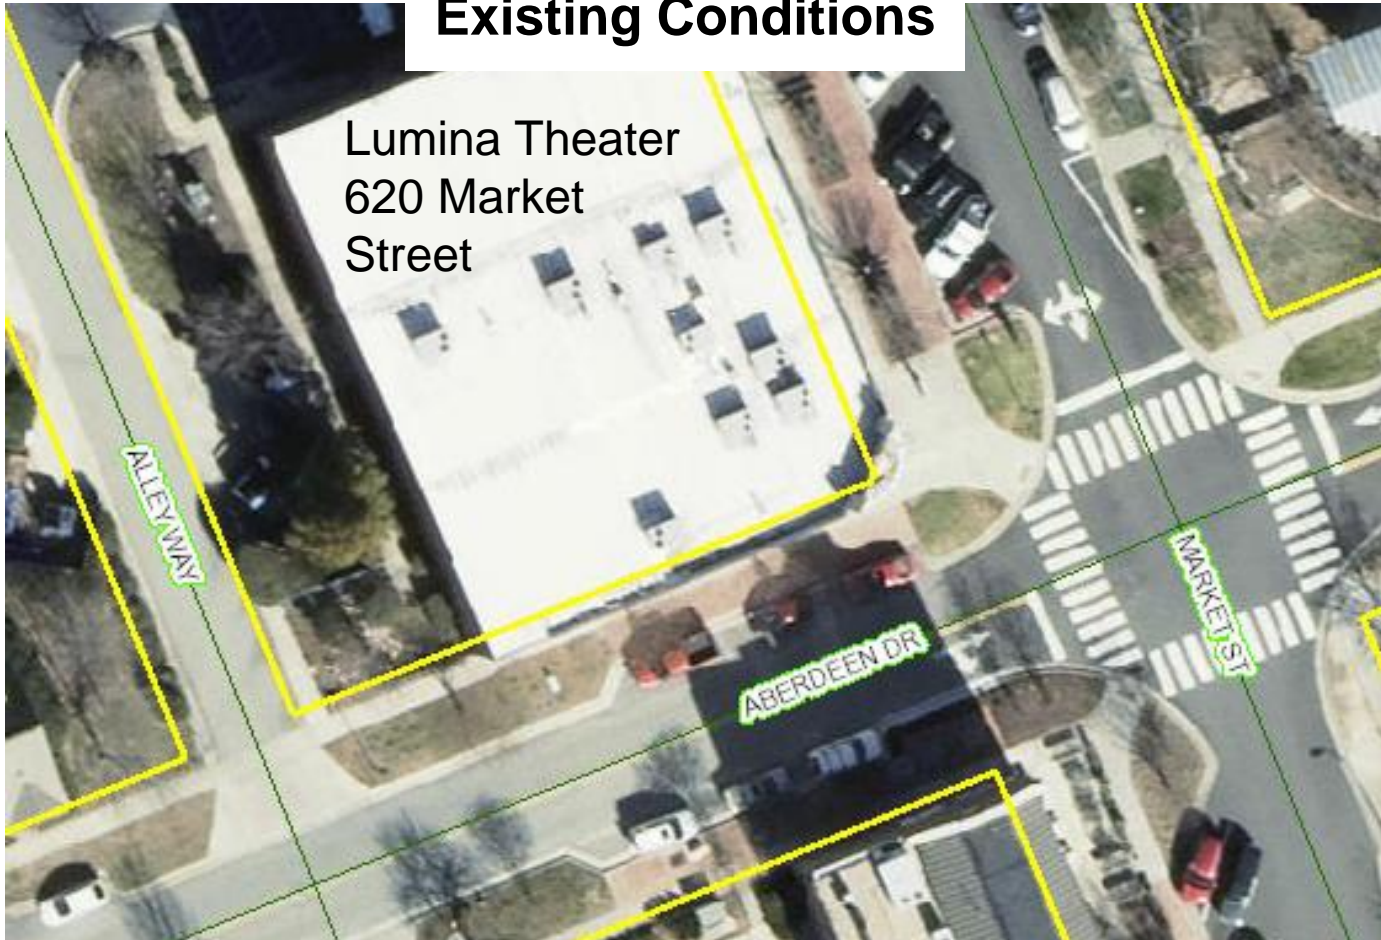 Existing Conditions
Lumina Theater
620 Market
Street
ALLEY WAY
MARKET ST
ABERDEEN DR